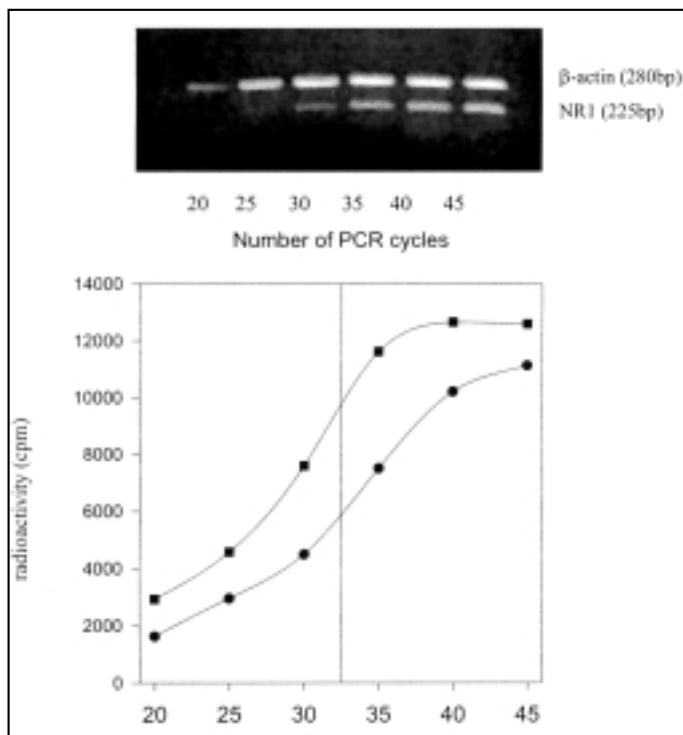 β-actin (280bp)
NR1 (225bp)
20 25 30 35 40 45
Number of PCR cycles
14000
12000
10000
8000
6000
4000
2000
0
radioactivity (cpm)
20 25 30 35 40 45